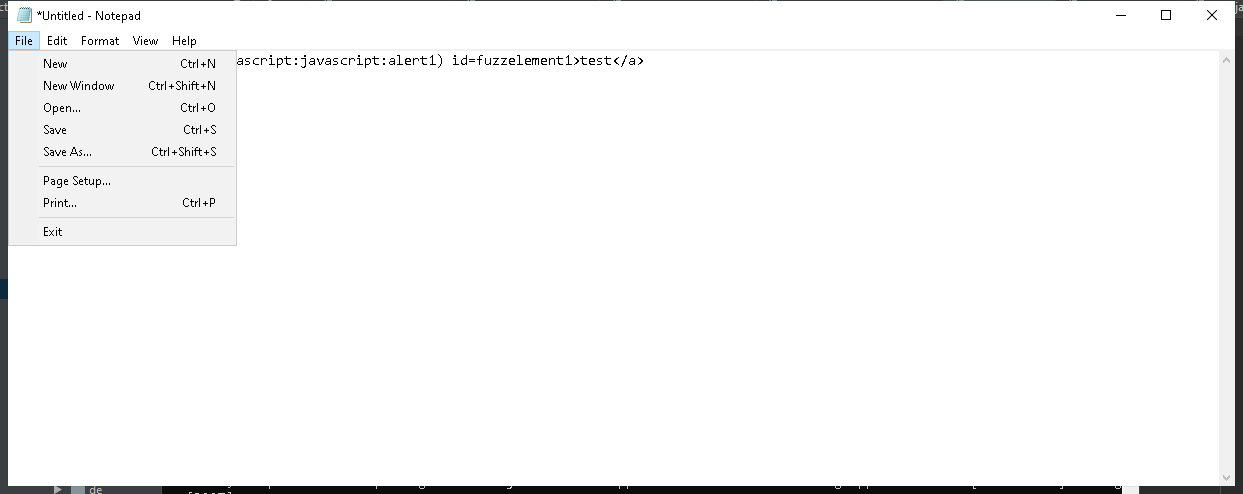 *Untitled - Notepad
File Edit Format View Help
ascript:javascript:alert1) id=fuzzelement1>test</a>
New Ctrl+N
New Window Ctrl+Shift+N
Open... Ctrl+O
Save Ctrl+S
Save As... Ctrl+Shift+S
Page Setup...
Print... Ctrl+P
Exit
de